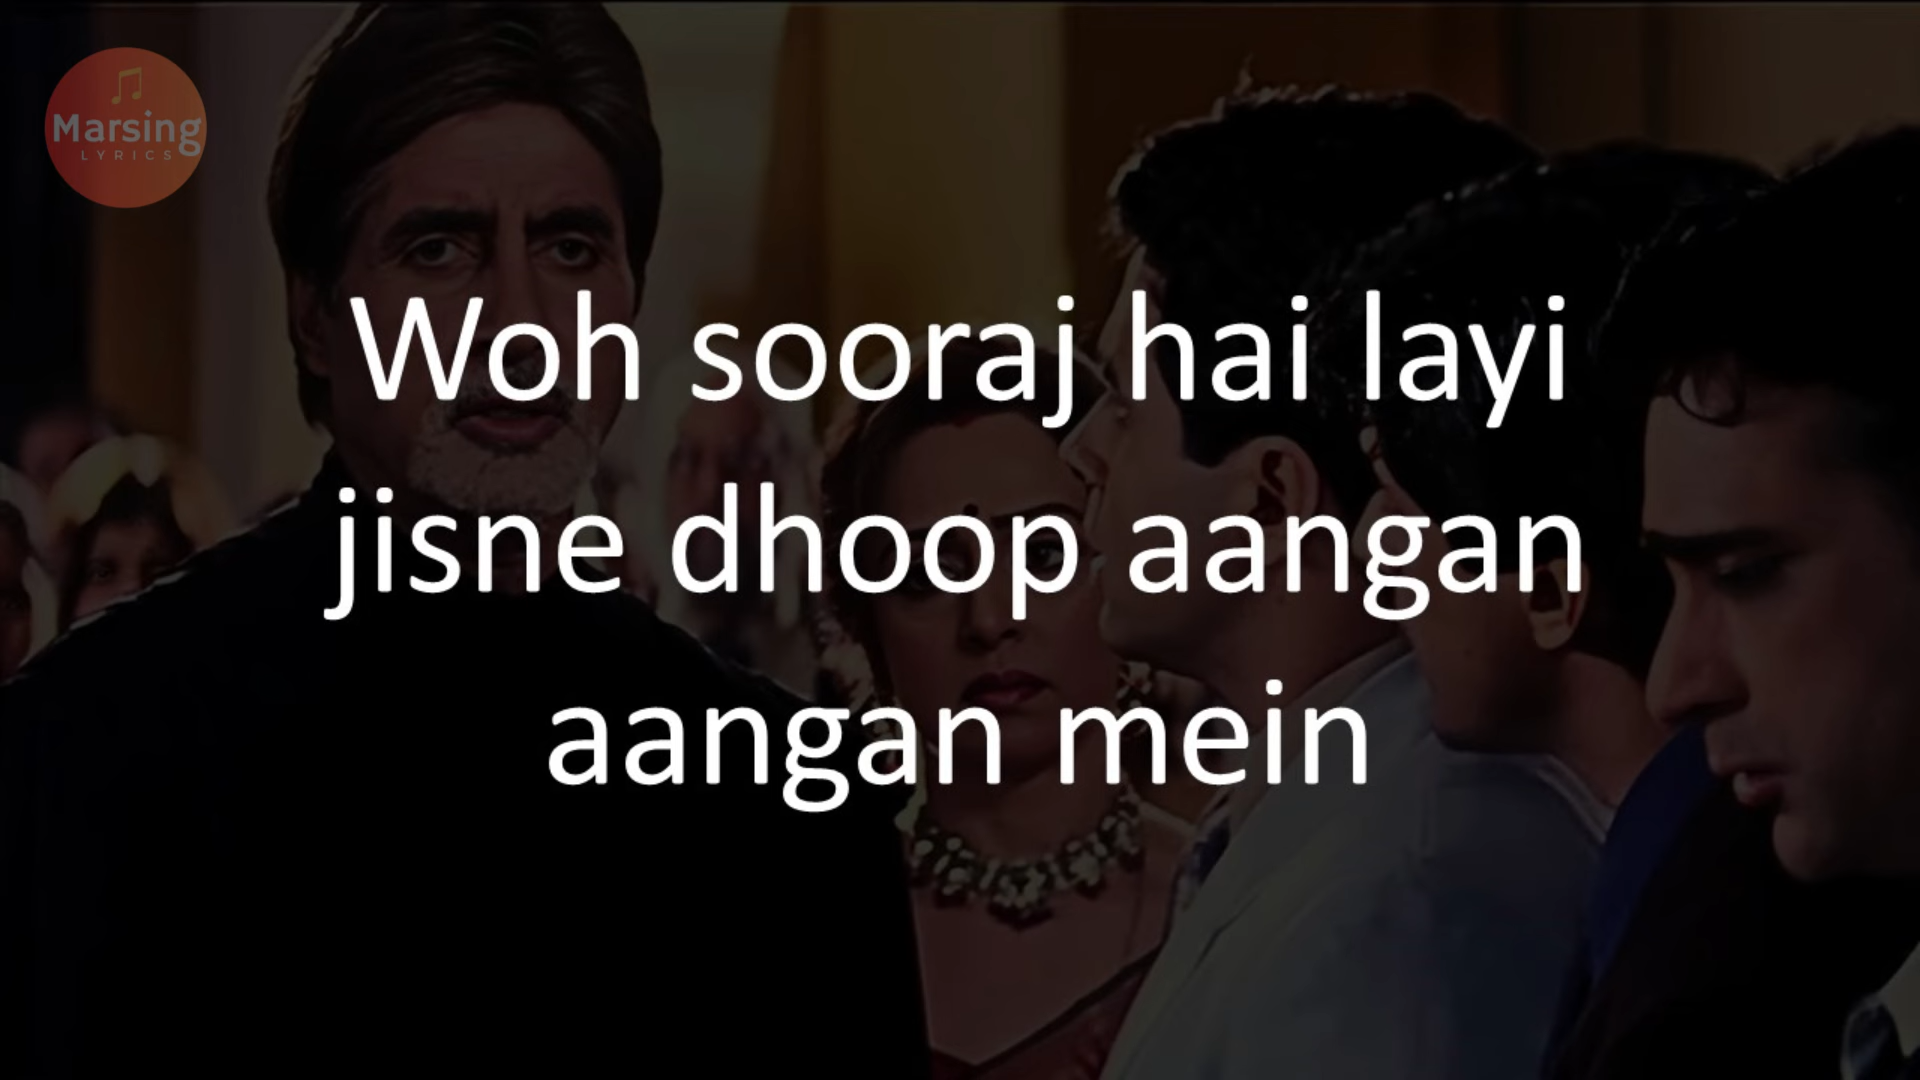 Marsing
LYRICS
Woh sooraj hai layi
jisne dhoop aangan
aangan mein